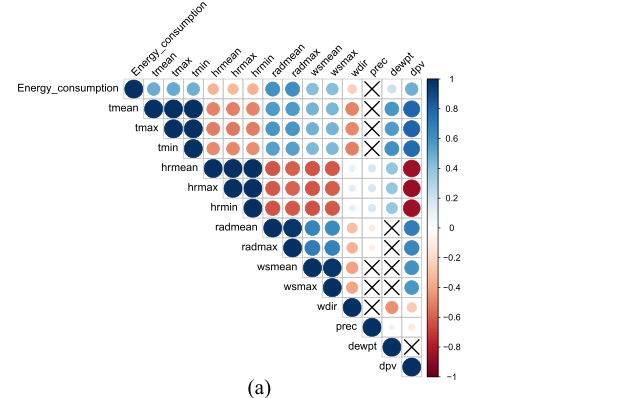 Energy_consumption tmean tmax tmin hrmean hrmax hrmin radmean radmax wsmean wsmax wdir prec dewpt dpv
Energy_consumption
tmean
tmax
tmin
hrmean
hrmax
hrmin
radmean
radmax
wsmean
wsmax
wdir
prec
dewpt
dpv
1
0.8
0.6
0.4
0.2
0
−0.2
−0.4
−0.6
−0.8
−1
(a)